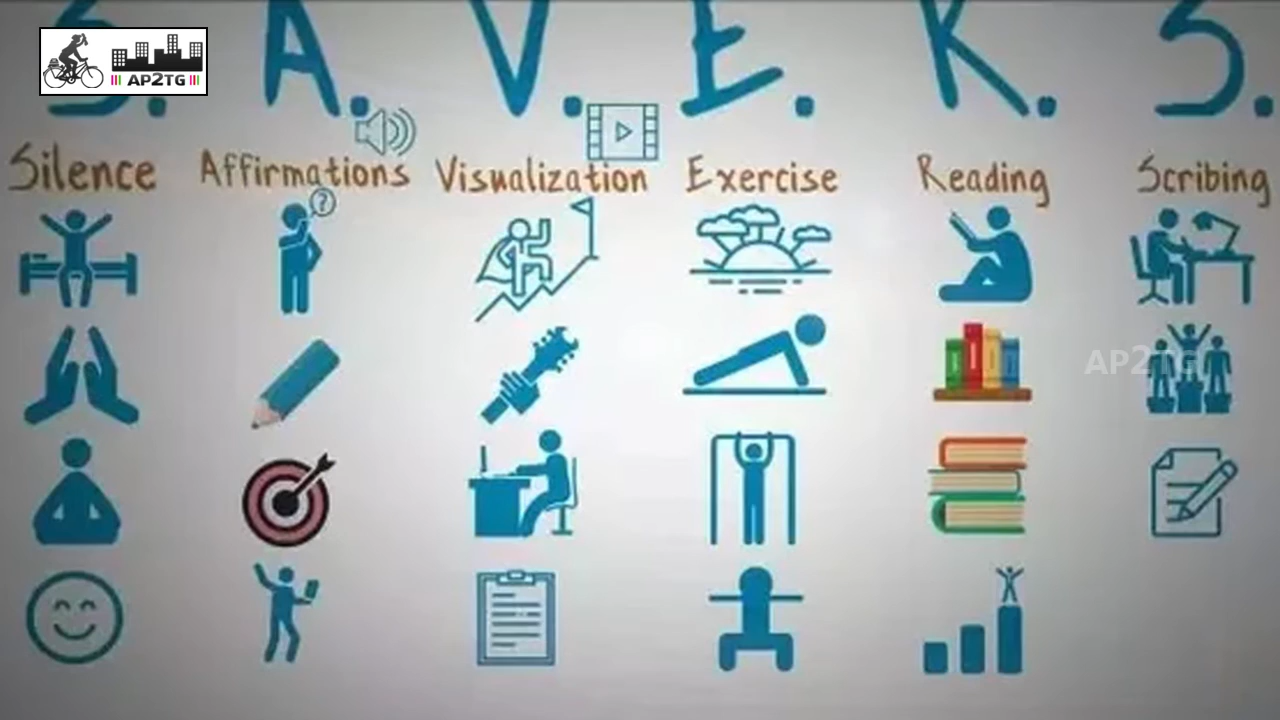 S. A. V. E. R. S.
AP2TG
Silence Affirmations Visualization Exercise Reading Scribing
?
AP2TG